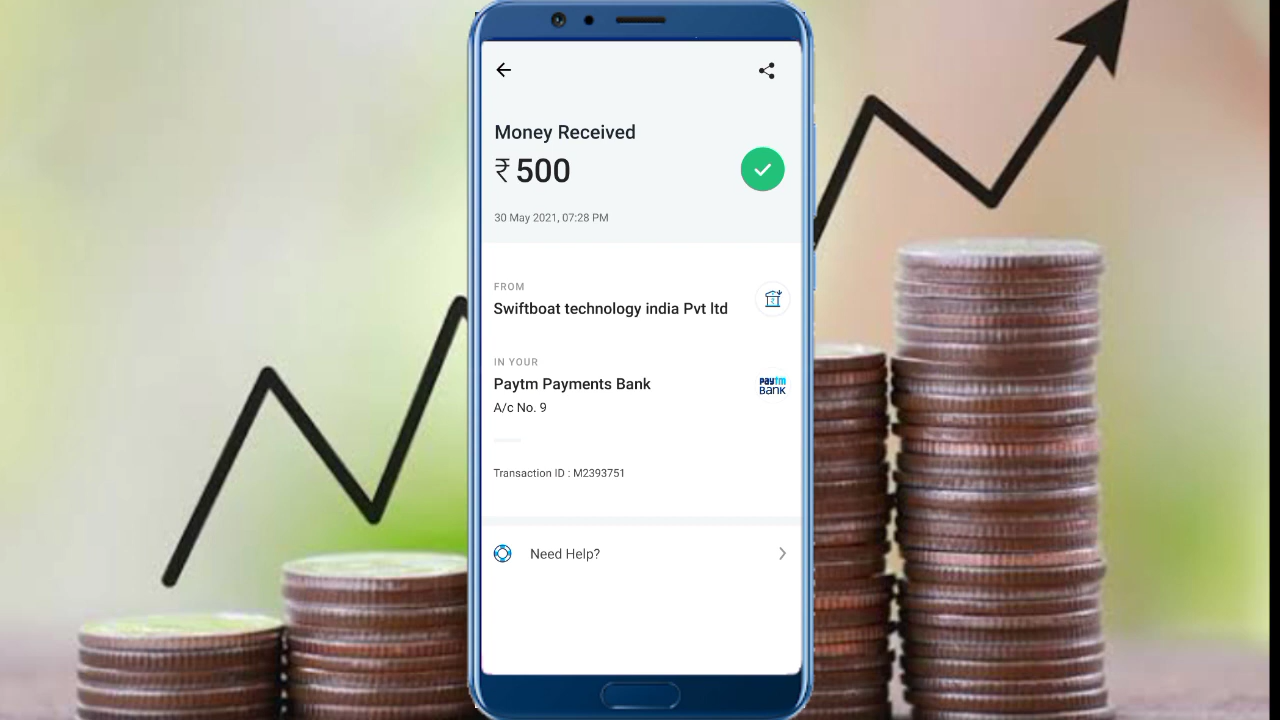 Money Received
₹ 500
30 May 2021, 07:28 PM
FROM
Swiftboat technology india Pvt ltd
IN YOUR
Paytm Payments Bank
paytm
BANK
A/c No. 9
Transaction ID : M2393751
Need Help?